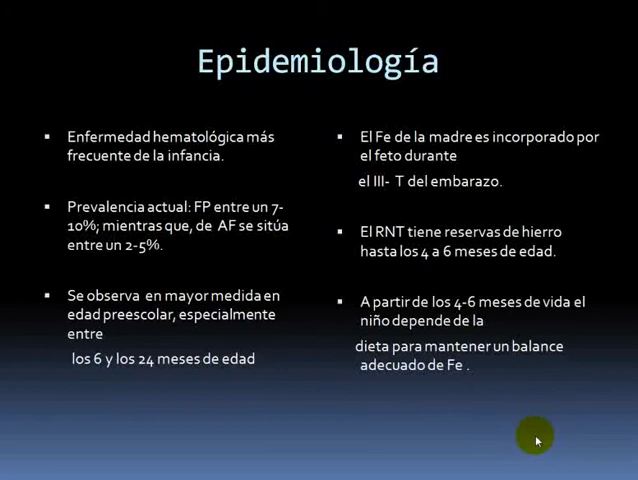 Epidemiología
Enfermedad hematológica más
frecuente de la infancia.
Prevalencia actual: FP entre un 7-
10%; mientras que, de AF se sitúa
entre un 2-5%.
Se observa en mayor medida en
edad preescolar, especialmente
entre
los 6 y los 24 meses de edad
El Fe de la madre es incorporado por
el feto durante
el III- T del embarazo.
El RNT tiene reservas de hierro
hasta los 4 a 6 meses de edad.
A partir de los 4-6 meses de vida el
niño depende de la
dieta para mantener un balance
adecuado de Fe .